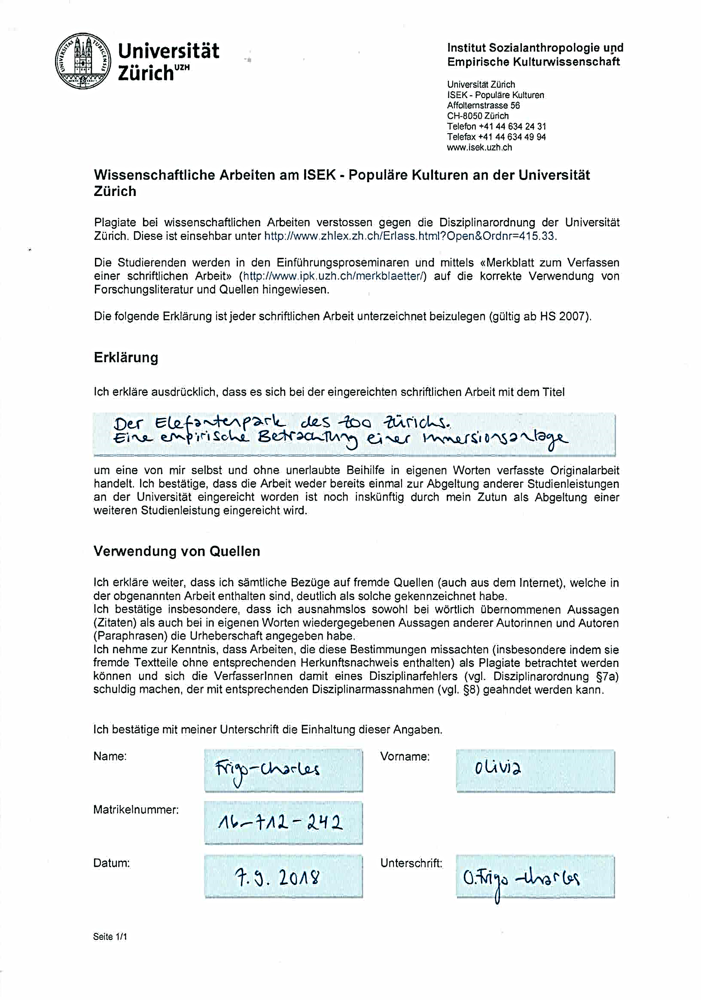 Universität
Zürich UZH
UNIVERSITAS TURICENSIS
Institut Sozialanthropologie und
Empirische Kulturwissenschaft
Universität Zürich
ISEK - Populäre Kulturen
Affolternstrasse 56
CH-8050 Zürich
Telefon +41 44 634 24 31
Telefax +41 44 634 49 94
www.isek.uzh.ch
Wissenschaftliche Arbeiten am ISEK - Populäre Kulturen an der Universität
Zürich
Plagiate bei wissenschaftlichen Arbeiten verstossen gegen die Disziplinarordnung der Universität
Zürich. Diese ist einsehbar unter http://www.zhlex.zh.ch/Erlass.html?Open&Ordnr=415.33.
Die Studierenden werden in den Einführungsproseminaren und mittels «Merkblatt zum Verfassen
einer schriftlichen Arbeit» (http://www.ipk.uzh.ch/merkblaetter/) auf die korrekte Verwendung von
Forschungsliteratur und Quellen hingewiesen.
Die folgende Erklärung ist jeder schriftlichen Arbeit unterzeichnet beizulegen (gültig ab HS 2007).
Erklärung
Ich erkläre ausdrücklich, dass es sich bei der eingereichten schriftlichen Arbeit mit dem Titel
Der Elefantenpark des Zoo Zürichs.
Eine empirische Betrachtung einer Immersionsanlage
um eine von mir selbst und ohne unerlaubte Beihilfe in eigenen Worten verfasste Originalarbeit
handelt. Ich bestätige, dass die Arbeit weder bereits einmal zur Abgeltung anderer Studienleistungen
an der Universität eingereicht worden ist noch inskünftig durch mein Zutun als Abgeltung einer
weiteren Studienleistung eingereicht wird.
Verwendung von Quellen
Ich erkläre weiter, dass ich sämtliche Bezüge auf fremde Quellen (auch aus dem Internet), welche in
der obgenannten Arbeit enthalten sind, deutlich als solche gekennzeichnet habe.
Ich bestätige insbesondere, dass ich ausnahmslos sowohl bei wörtlich übernommenen Aussagen
(Zitaten) als auch bei in eigenen Worten wiedergegebenen Aussagen anderer Autorinnen und Autoren
(Paraphrasen) die Urheberschaft angegeben habe.
Ich nehme zur Kenntnis, dass Arbeiten, die diese Bestimmungen missachten (insbesondere indem sie
fremde Textteile ohne entsprechenden Herkunftsnachweis enthalten) als Plagiate betrachtet werden
können und sich die VerfasserInnen damit eines Disziplinarfehlers (vgl. Disziplinarordnung §7a)
schuldig machen, der mit entsprechenden Disziplinarmassnahmen (vgl. §8) geahndet werden kann.
Ich bestätige mit meiner Unterschrift die Einhaltung dieser Angaben.
Name: Frigo-Charles Vorname: Olivia
Matrikelnummer: 16-712-242
Datum: 7.9.2018 Unterschrift: O.Frigo-Charles
Seite 1/1